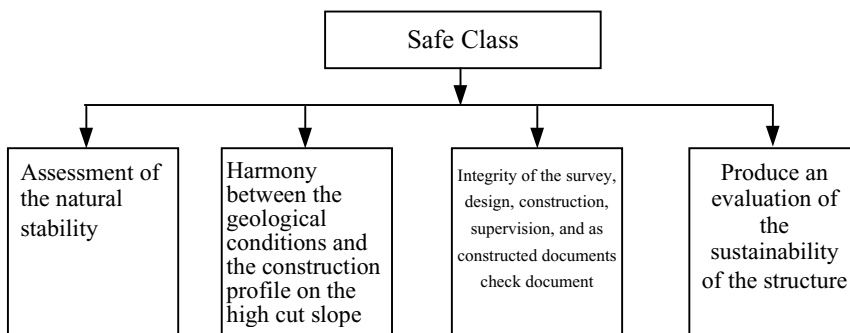 Safe Class
Assessment of
the natural
stability
Harmony
between the
geological
conditions and
the construction
profile on the
high cut slope
Integrity of the survey,
design, construction,
supervision, and as
constructed documents
check document
Produce an
evaluation of
the
sustainability
of the structure